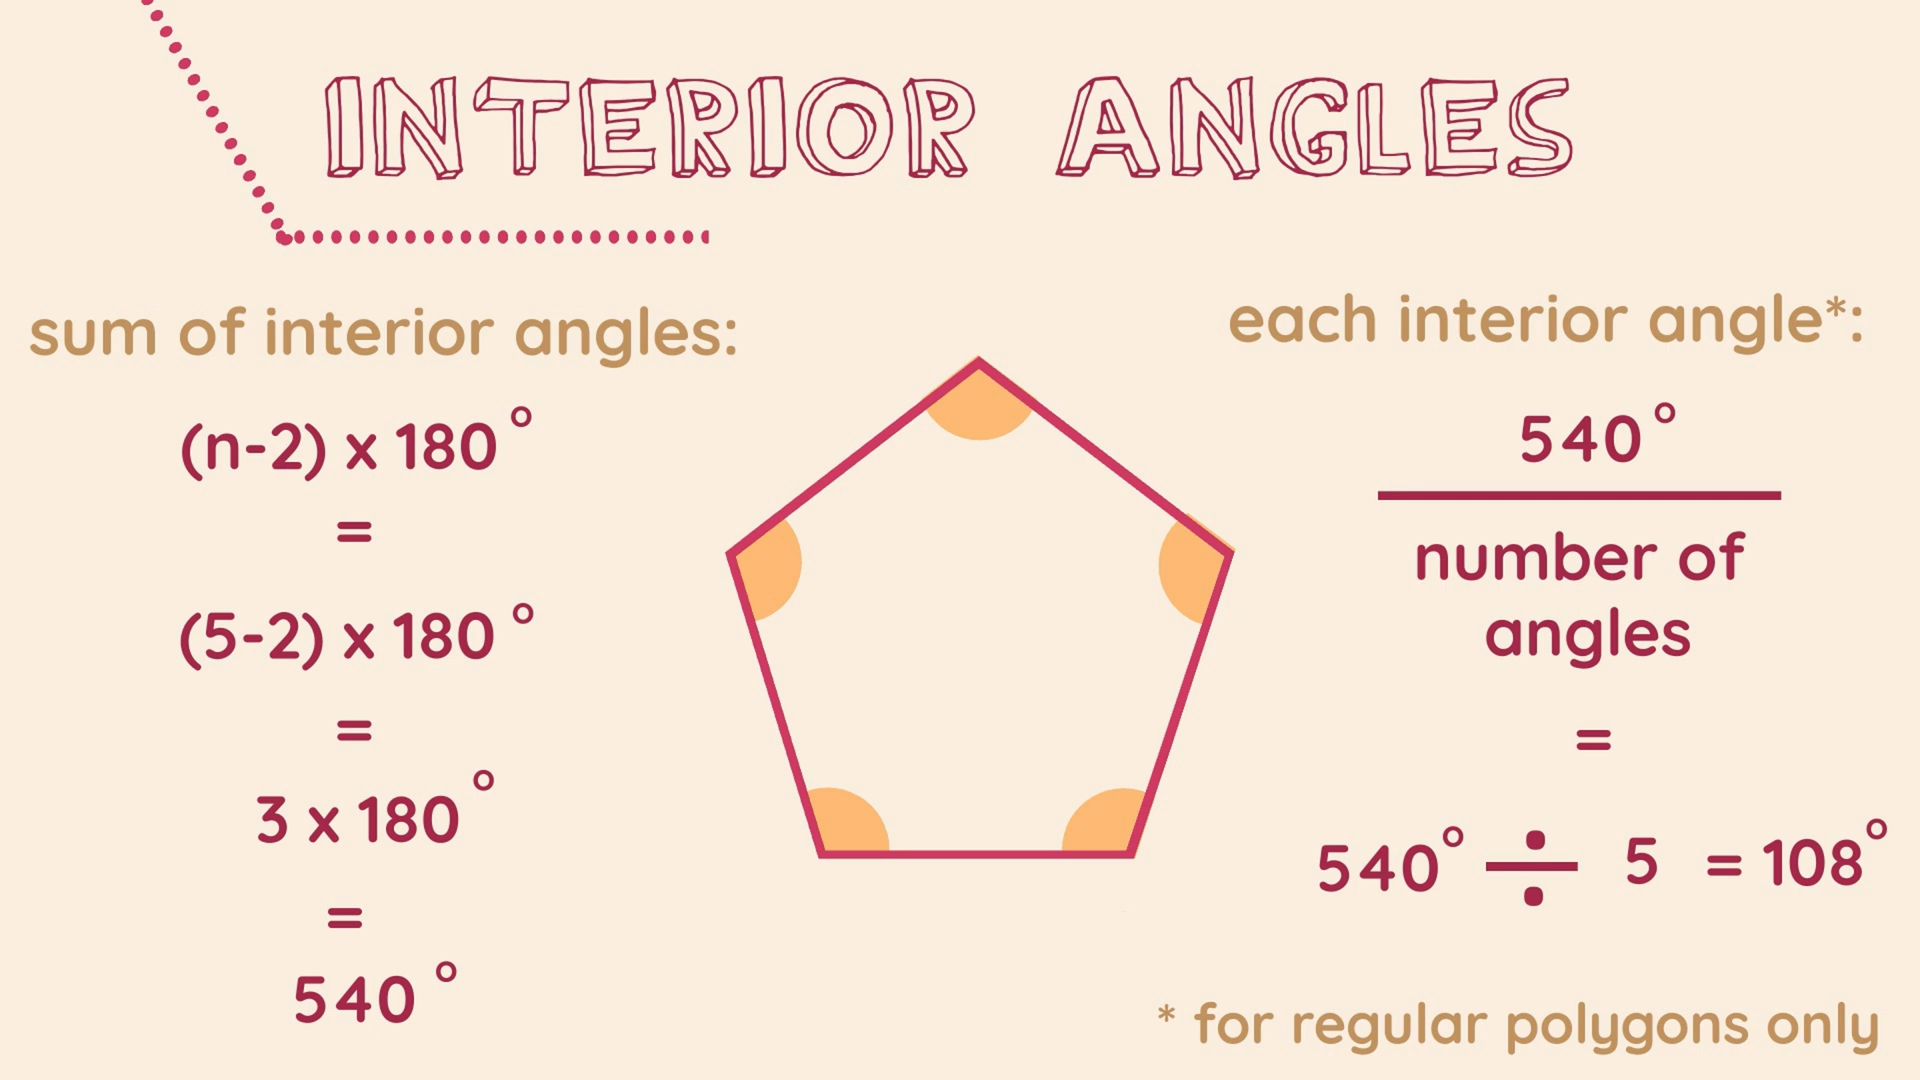 INTERIOR ANGLES
sum of interior angles:
(n-2) x 180°
=
(5-2) x 180°
=
3 x 180°
=
540°
each interior angle*:
540°
number of
angles
=
540° ÷ 5 = 108°
* for regular polygons only